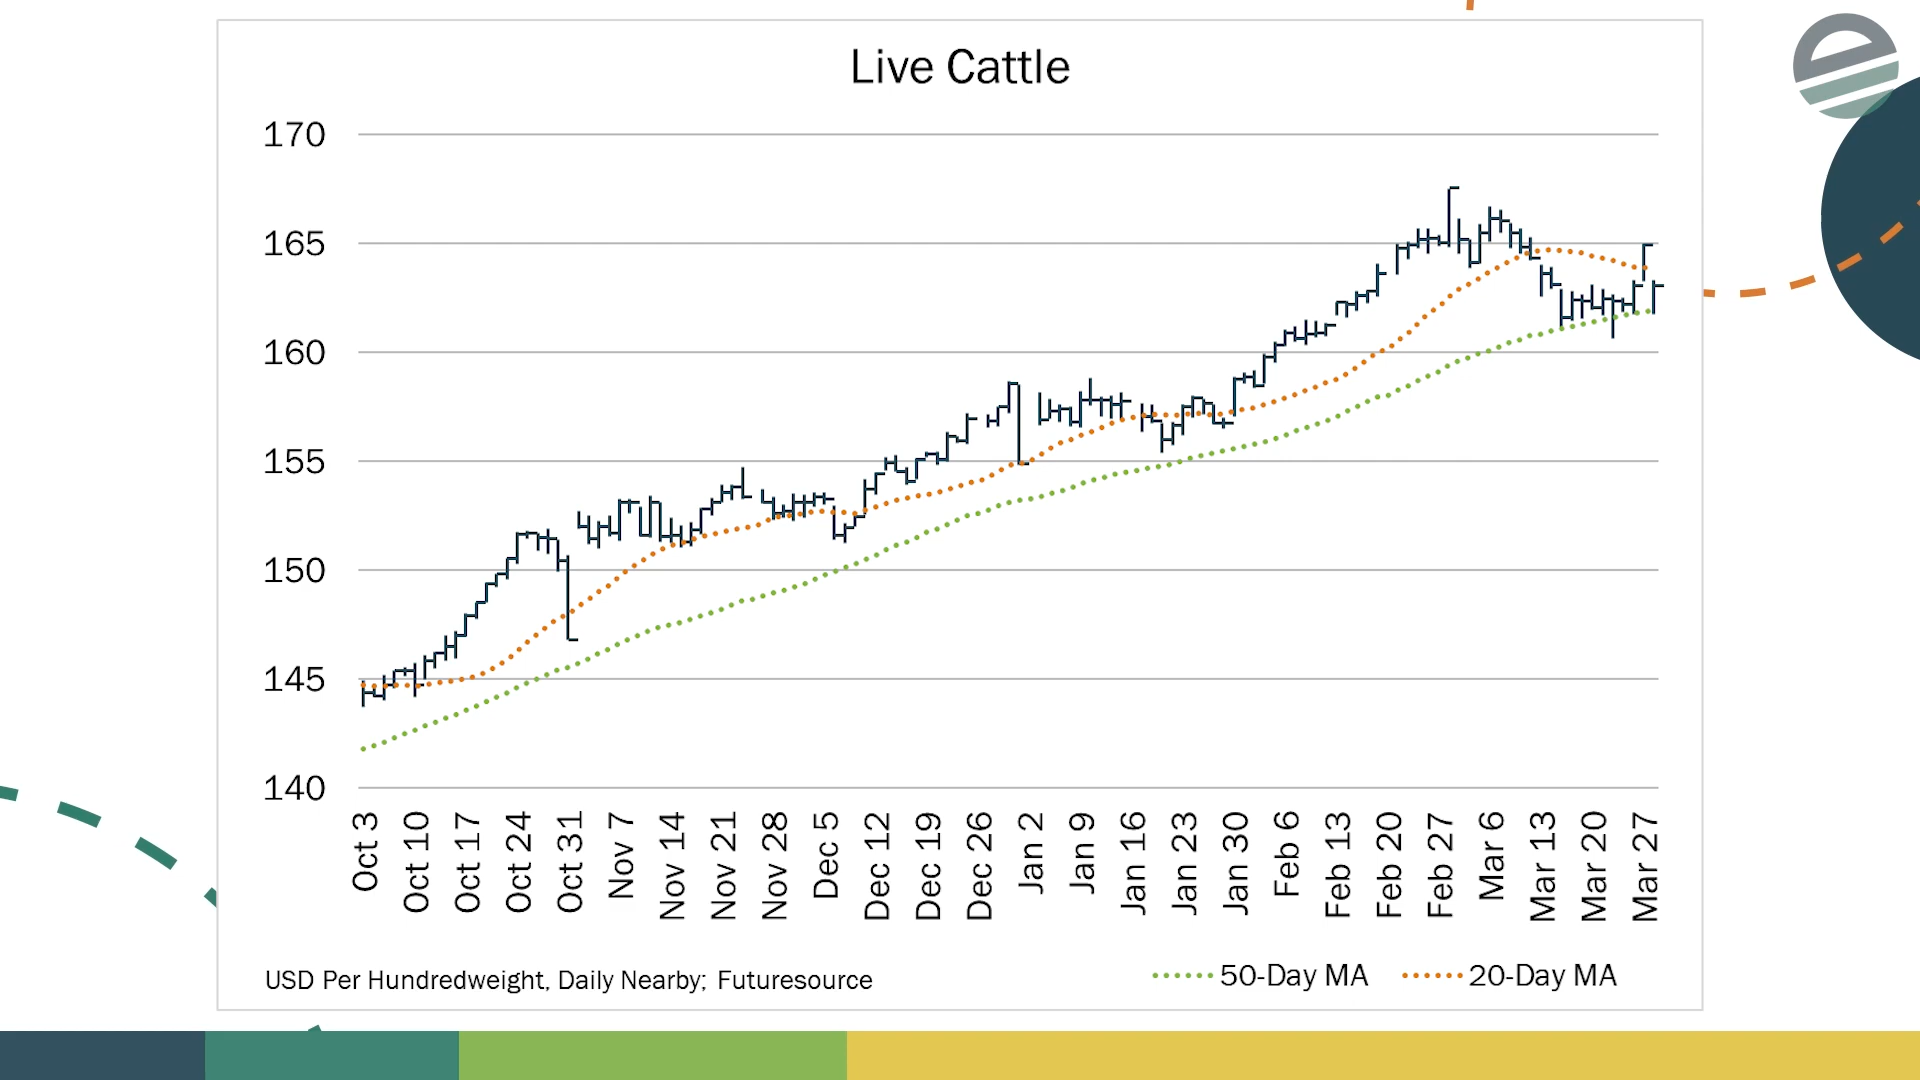 Live Cattle
170
165
160
155
150
145
140
Oct 3
Oct 10
Oct 17
Oct 24
Oct 31
Nov 7
Nov 14
Nov 21
Nov 28
Dec 5
Dec 12
Dec 19
Dec 26
Jan 2
Jan 9
Jan 16
Jan 23
Jan 30
Feb 6
Feb 13
Feb 20
Feb 27
Mar 6
Mar 13
Mar 20
Mar 27
USD Per Hundredweight, Daily Nearby; Futuresource
50-Day MA
20-Day MA